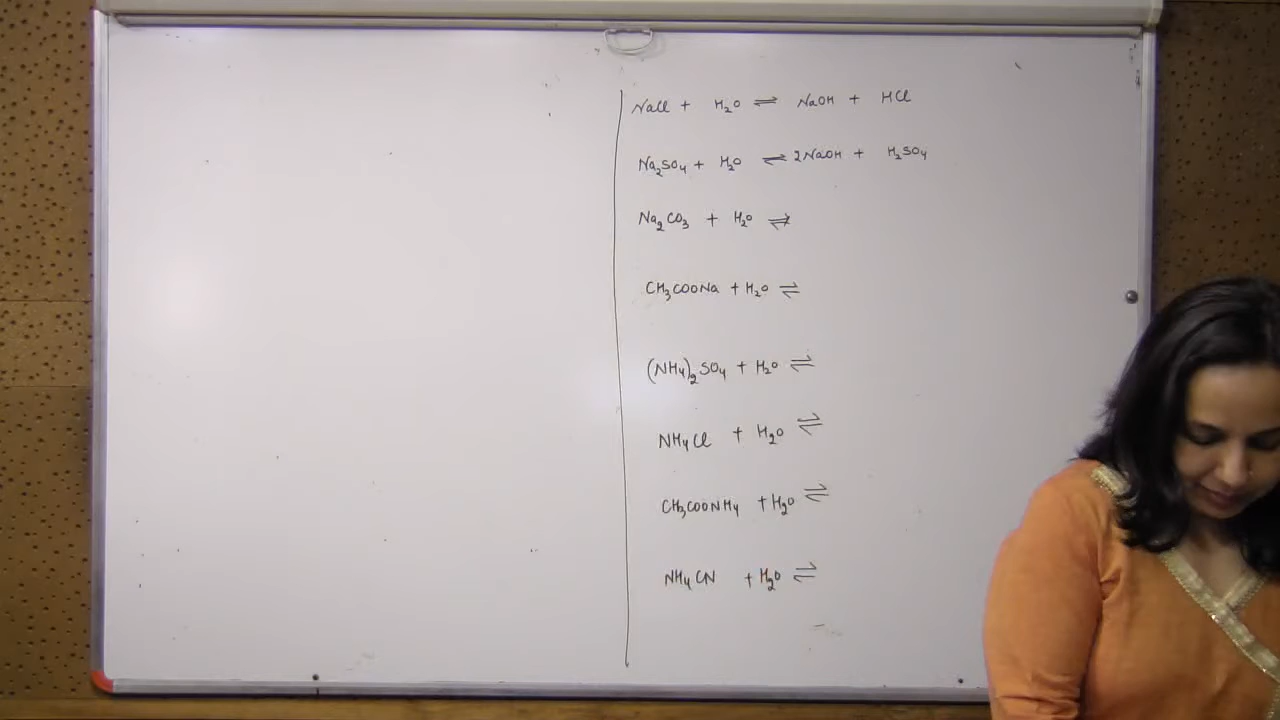 NaCl + H₂O ⇌ NaOH + HCl
Na₂SO₄ + H₂O ⇌ 2NaOH + H₂SO₄
Na₂CO₃ + H₂O ⇌
CH₃COONa + H₂O ⇌
(NH₄)₂SO₄ + H₂O ⇌
NH₄Cl + H₂O ⇌
CH₃COONH₄ + H₂O ⇌
NH₄CN + H₂O ⇌